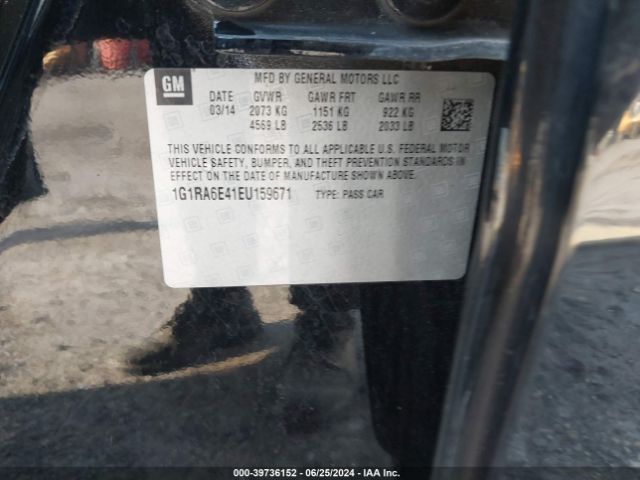 GM
MFD BY GENERAL MOTORS LLC
DATE GVWR GAWR FRT GAWR RR
03/14 2073 KG 1151 KG 922 KG
4569 LB 2536 LB 2033 LB
THIS VEHICLE CONFORMS TO ALL APPLICABLE U.S. FEDERAL MOTOR
VEHICLE SAFETY, BUMPER, AND THEFT PREVENTION STANDARDS IN
EFFECT ON THE DATE OF MANUFACTURE SHOWN ABOVE.
1G1RA6E41EU159671 TYPE: PASS CAR
000-39736152 - 06/25/2024 - IAA Inc.